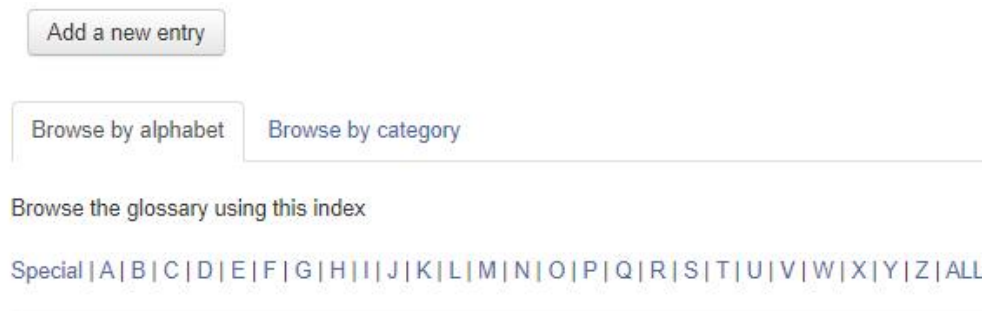 Add a new entry
Browse by alphabet Browse by category
Browse the glossary using this index
Special | A | B | C | D | E | F | G | H | I | J | K | L | M | N | O | P | Q | R | S | T | U | V | W | X | Y | Z | ALL